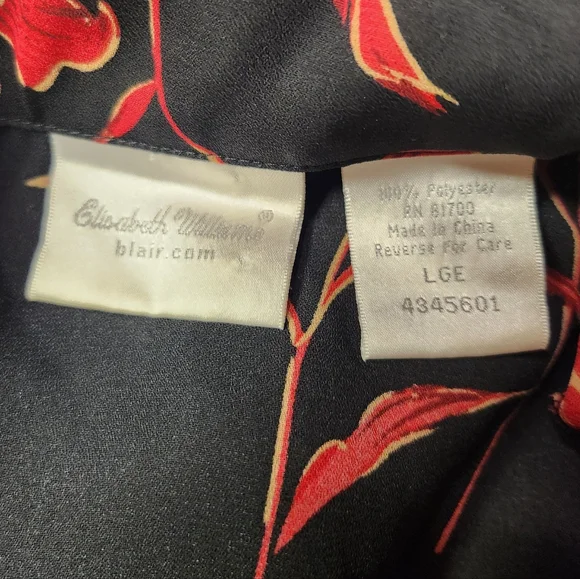 Elisabeth Williams®
blair.com
100% Polyester
RN 81700
Made in China
Reverse For Care
LGE
4345601